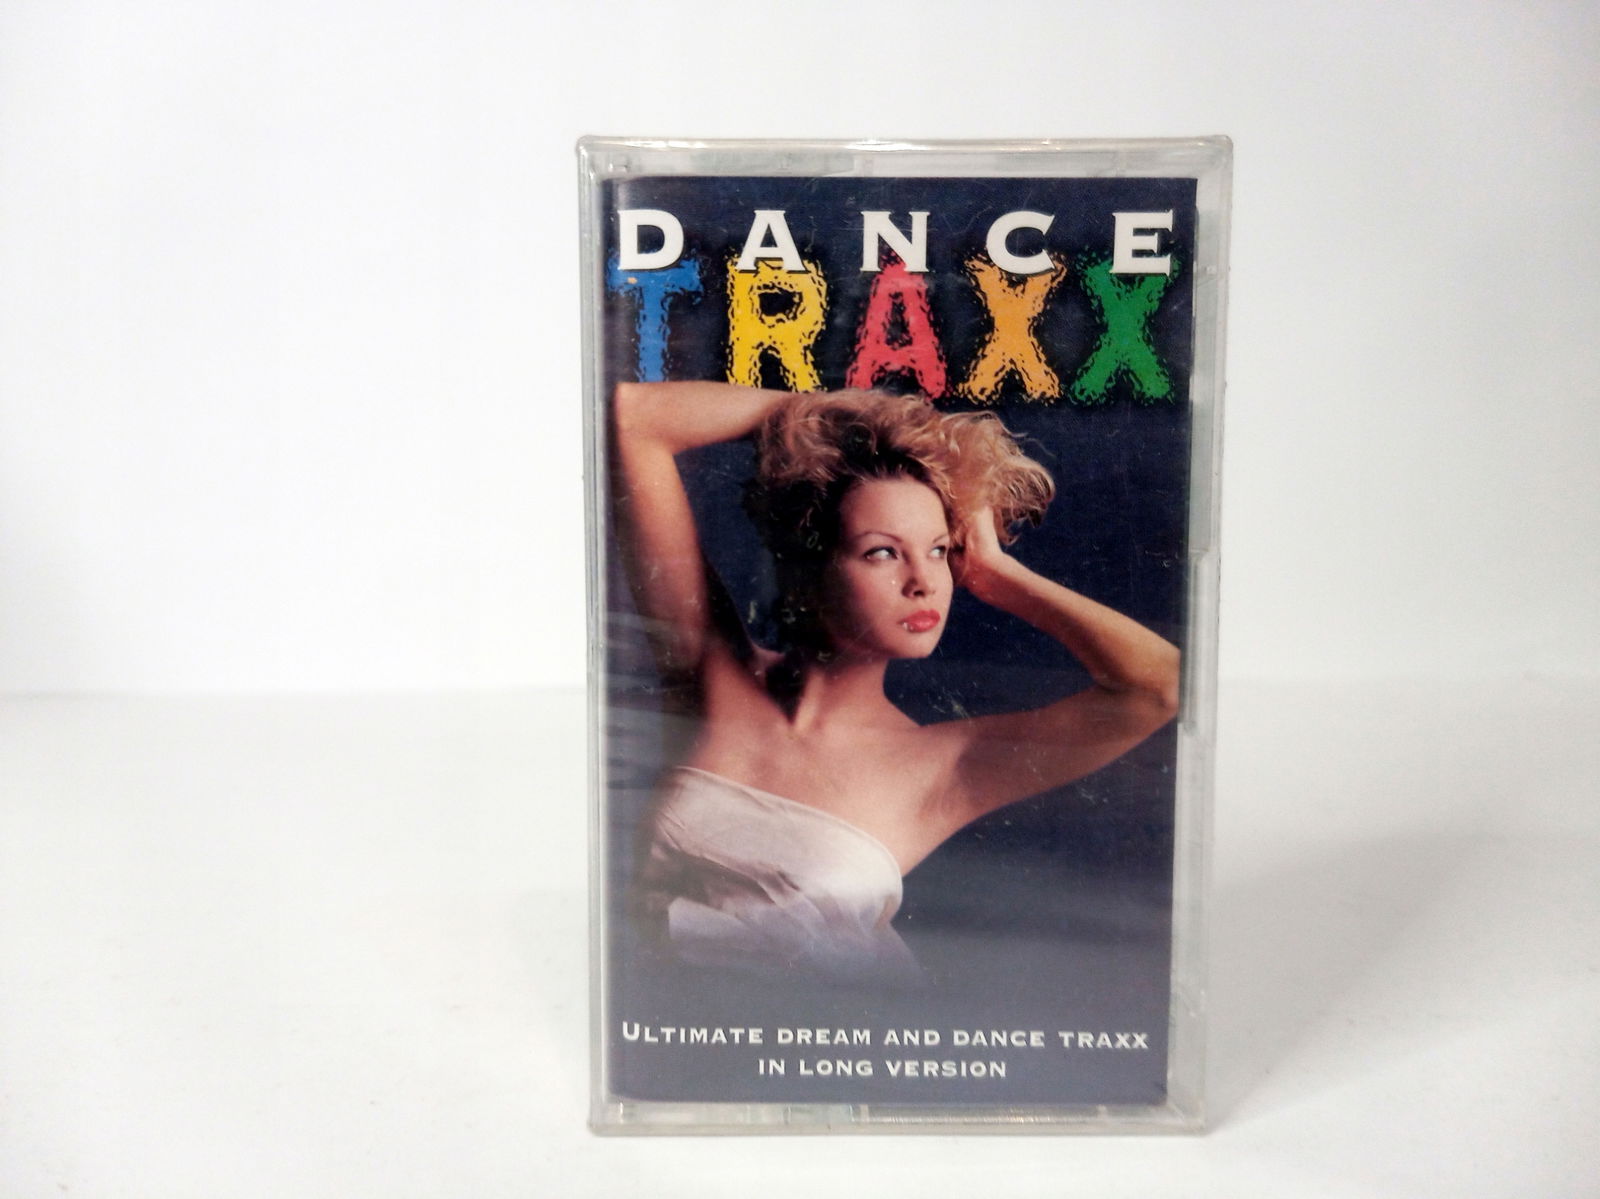 DANCE
TRAXX
ULTIMATE DREAM AND DANCE TRAXX
IN LONG VERSION